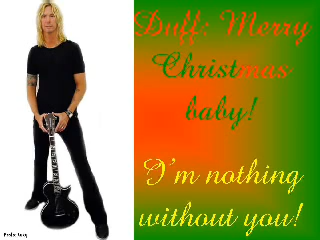 Duff: Merry
Christmas
baby!
I'm nothing
without you!